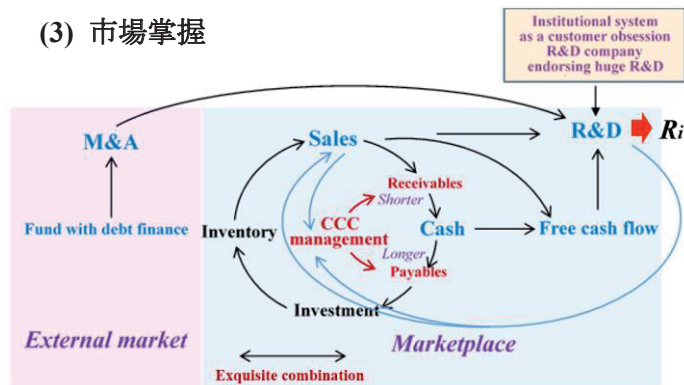 (3) 市場掌握
Institutional system
as a customer obsession
R&D company
endorsing huge R&D
M&A
Sales
R&D
Ri
Receivables
Shorter
Fund with debt finance
Inventory
CCC
management
Cash
Free cash flow
Longer
Payables
Investment
External market
Marketplace
Exquisite combination